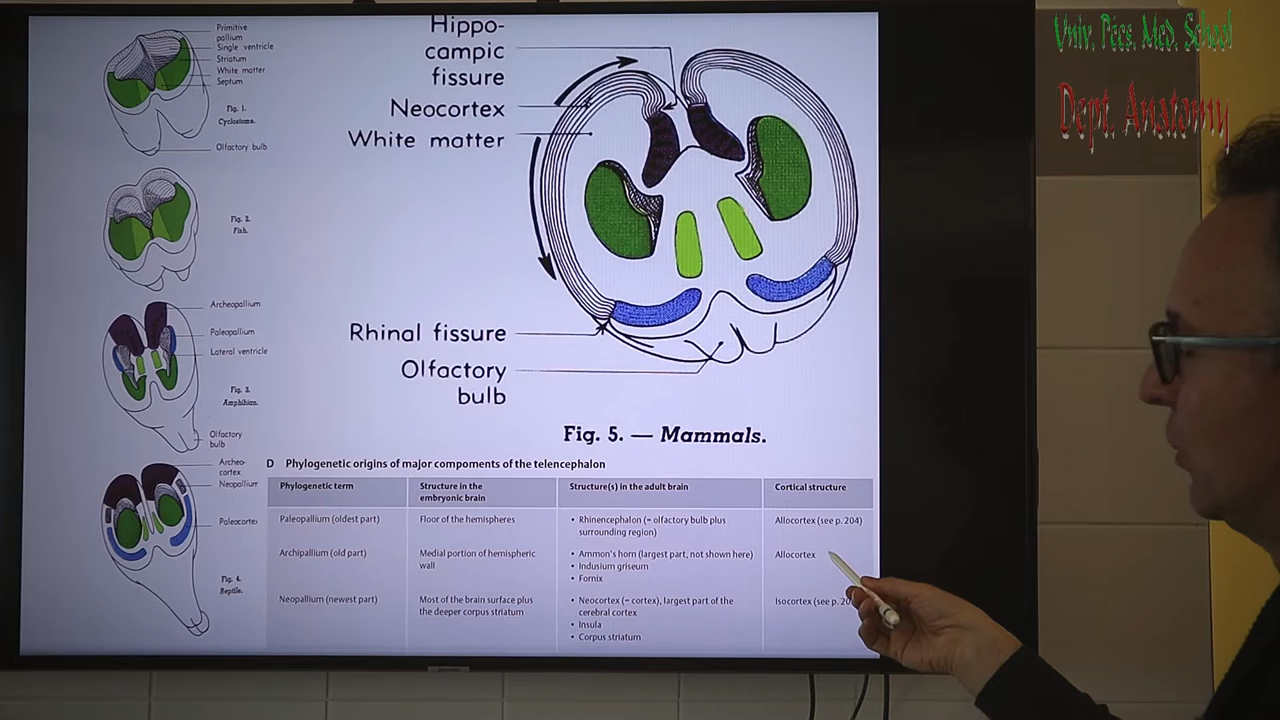 Univ. Pécs. Med. School
Dept. Anatomy
Primitive
pallium
Single ventricle
Striatum
White matter
Septum
Fig. 1.
Cyclostome.
Olfactory bulb
Fig. 2.
Fish.
Archeopallium
Paleopallium
Lateral ventricle
Fig. 3.
Amphibian.
Olfactory
bulb
Archeo-
cortex
Neopallium
Paleocortex
Fig. 4.
Reptile.
Hippo-
campic
fissure
Neocortex
White matter
Rhinal fissure
Olfactory
bulb
Fig. 5. — Mammals.
D Phylogenetic origins of major compoments of the telencephalon
Phylogenetic term
Structure in the
embryonic brain
Structure(s) in the adult brain
Cortical structure
Paleopallium (oldest part)
Floor of the hemispheres
• Rhinencephalon (= olfactory bulb plus
surrounding region)
Allocortex (see p. 204)
Archipallium (old part)
Medial portion of hemispheric
wall
• Ammon's horn (largest part, not shown here)
• Indusium griseum
• Fornix
Allocortex
Neopallium (newest part)
Most of the brain surface plus
the deeper corpus striatum
• Neocortex (= cortex), largest part of the
cerebral cortex
• Insula
• Corpus striatum
Isocortex (see p. 20